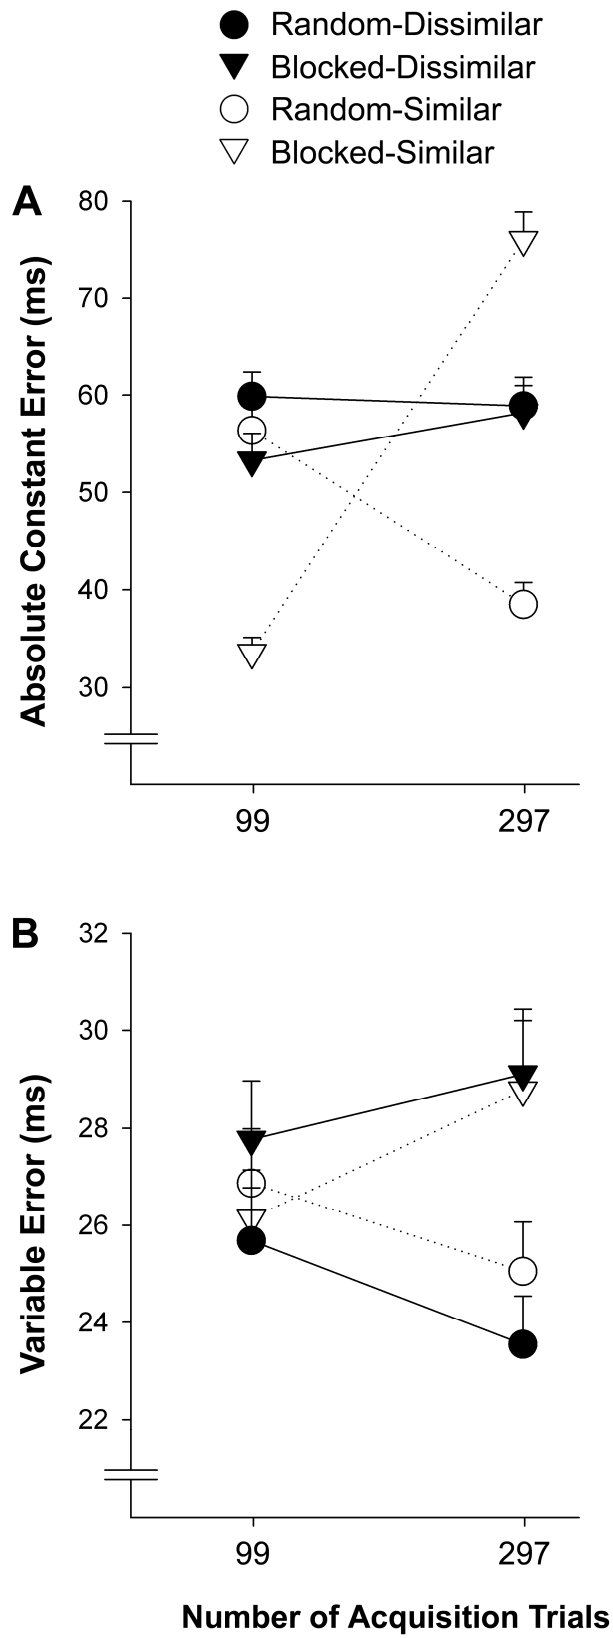 Random-Dissimilar
Blocked-Dissimilar
Random-Similar
Blocked-Similar
A
Absolute Constant Error (ms)
80
70
60
50
40
30
99 297
B
Variable Error (ms)
32
30
28
26
24
22
99 297
Number of Acquisition Trials